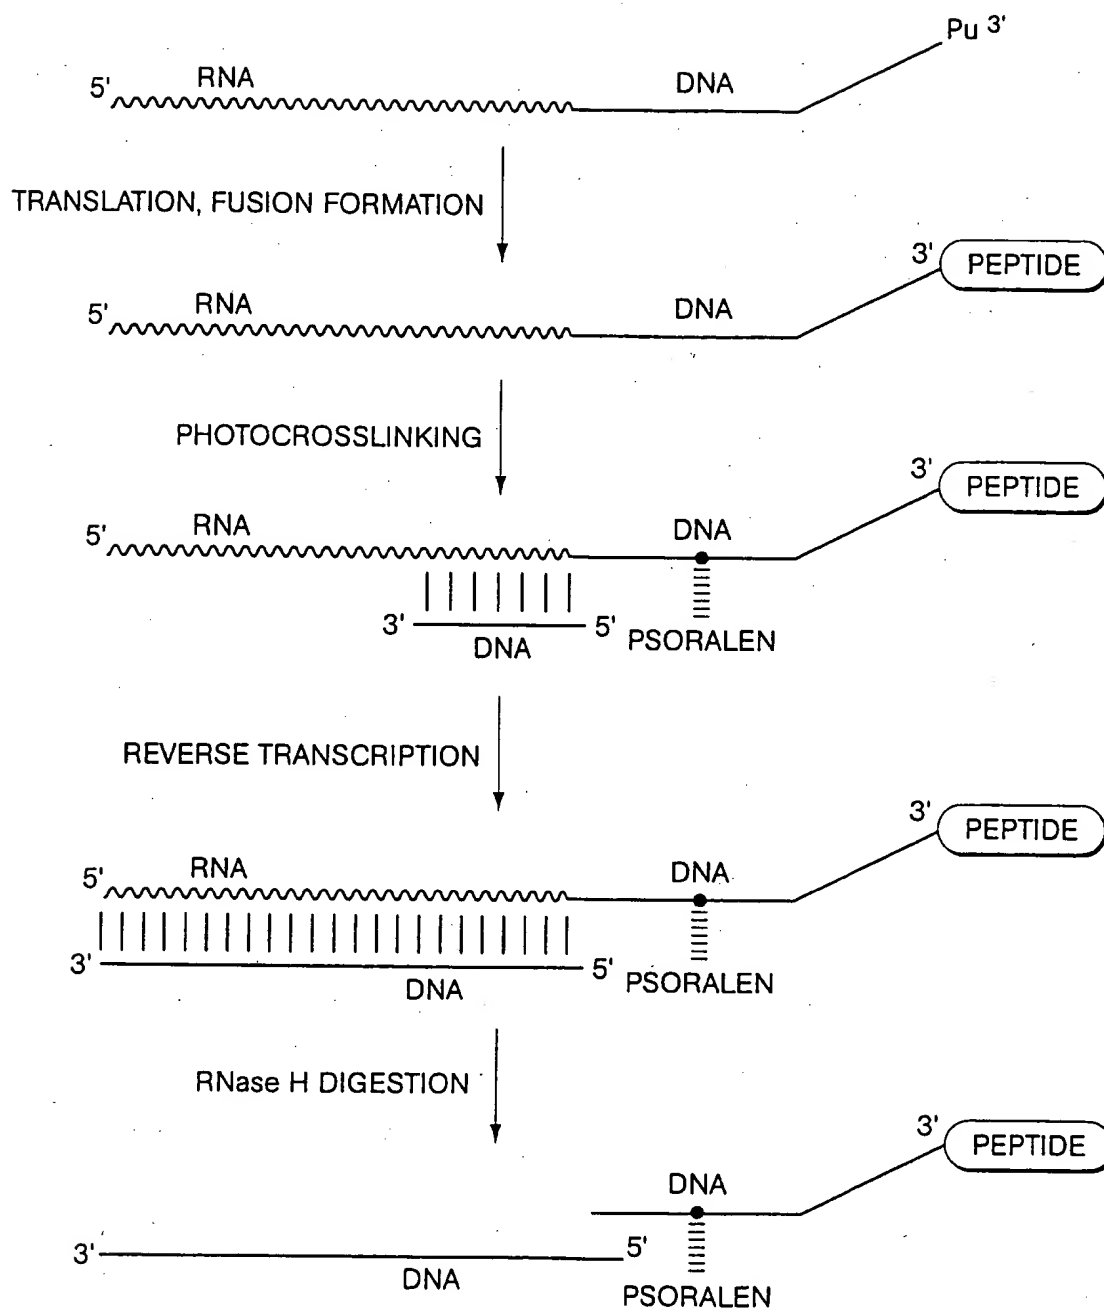 Pu 3'
5' RNA DNA
TRANSLATION, FUSION FORMATION
3' PEPTIDE
5' RNA DNA
PHOTOCROSSLINKING
3' PEPTIDE
5' RNA DNA
3' DNA 5' PSORALEN
REVERSE TRANSCRIPTION
3' PEPTIDE
5' RNA DNA
3' DNA 5' PSORALEN
RNase H DIGESTION
3' PEPTIDE
DNA
3' DNA 5' PSORALEN